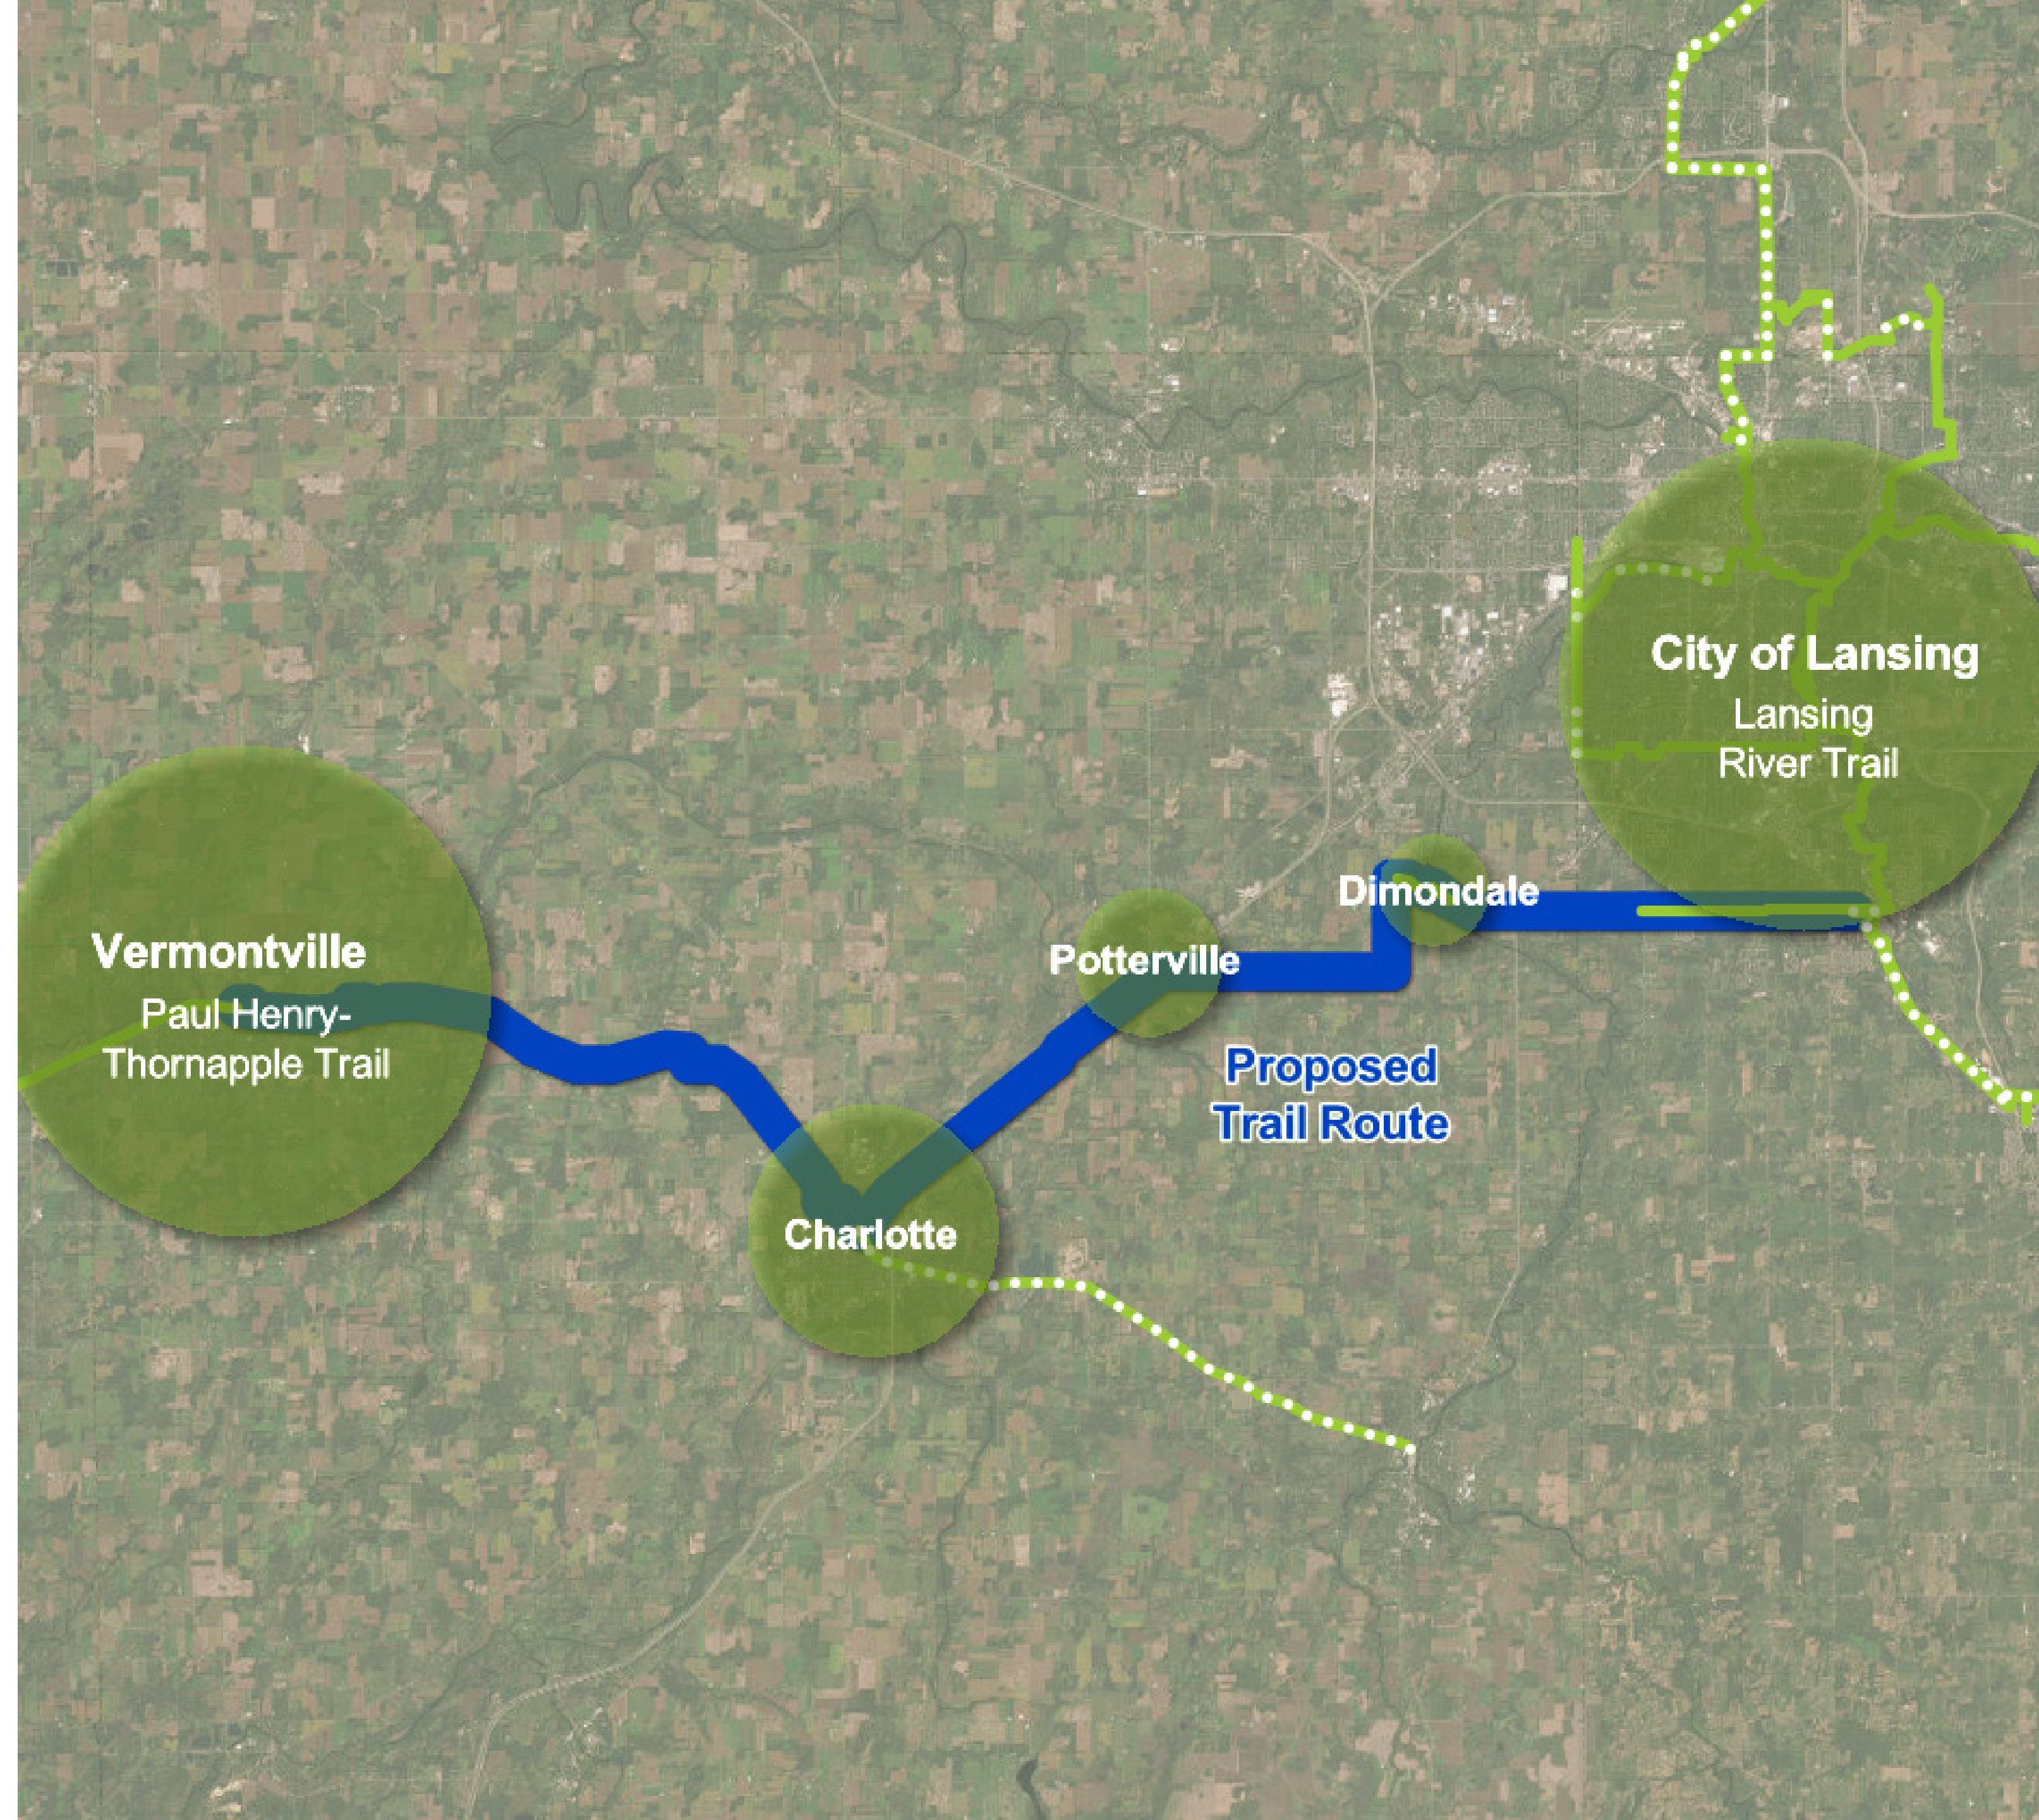 City of Lansing
Lansing
River Trail
Dimondale
Potterville
Vermontville
Paul Henry-
Thornapple Trail
Proposed
Trail Route
Charlotte